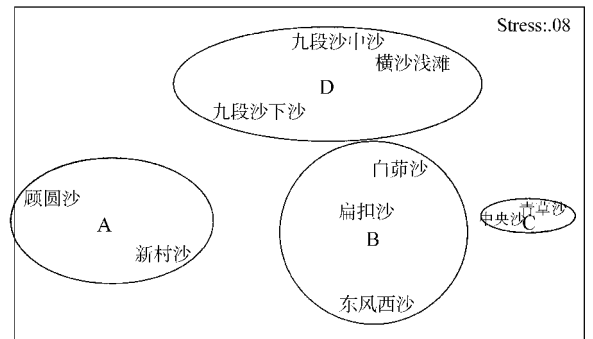 Stress:.08
九段沙中沙
横沙浅滩
D
九段沙下沙
白茆沙
顾圆沙
扁担沙
青草沙
中央沙
C
A
B
新村沙
东风西沙